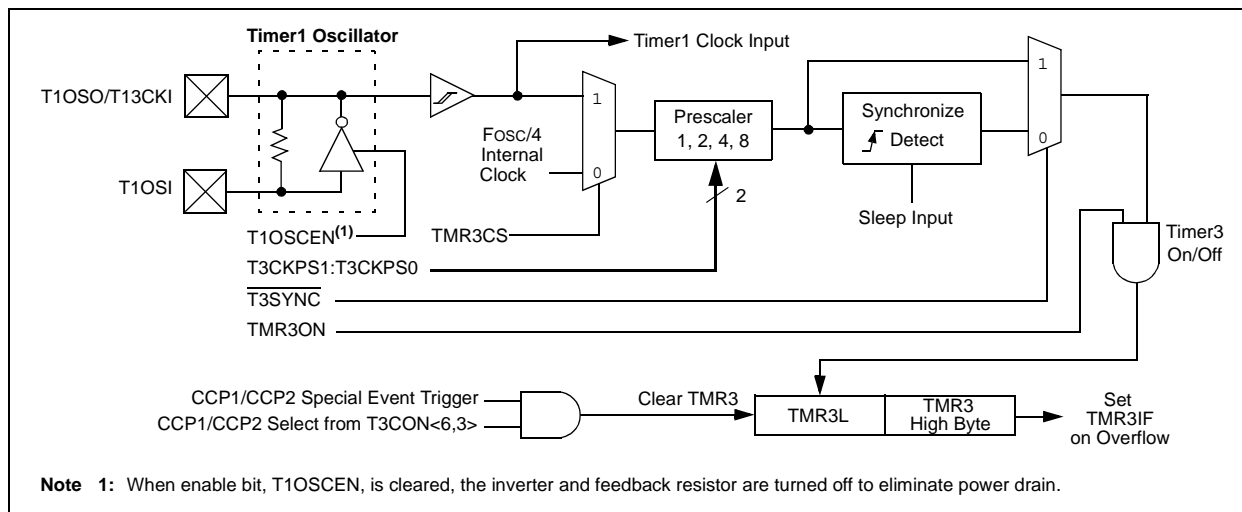 Timer1 Oscillator
Timer1 Clock Input
T1OSO/T13CKI
1
FOSC/4
Internal
Clock
0
Prescaler
1, 2, 4, 8
2
Synchronize
Detect
1
0
T1OSI
Sleep Input
T1OSCEN(1)
TMR3CS
Timer3
On/Off
T3CKPS1:T3CKPS0
T3SYNC
TMR3ON
CCP1/CCP2 Special Event Trigger
CCP1/CCP2 Select from T3CON<6,3>
Clear TMR3
TMR3L
TMR3
High Byte
Set
TMR3IF
on Overflow
Note 1: When enable bit, T1OSCEN, is cleared, the inverter and feedback resistor are turned off to eliminate power drain.